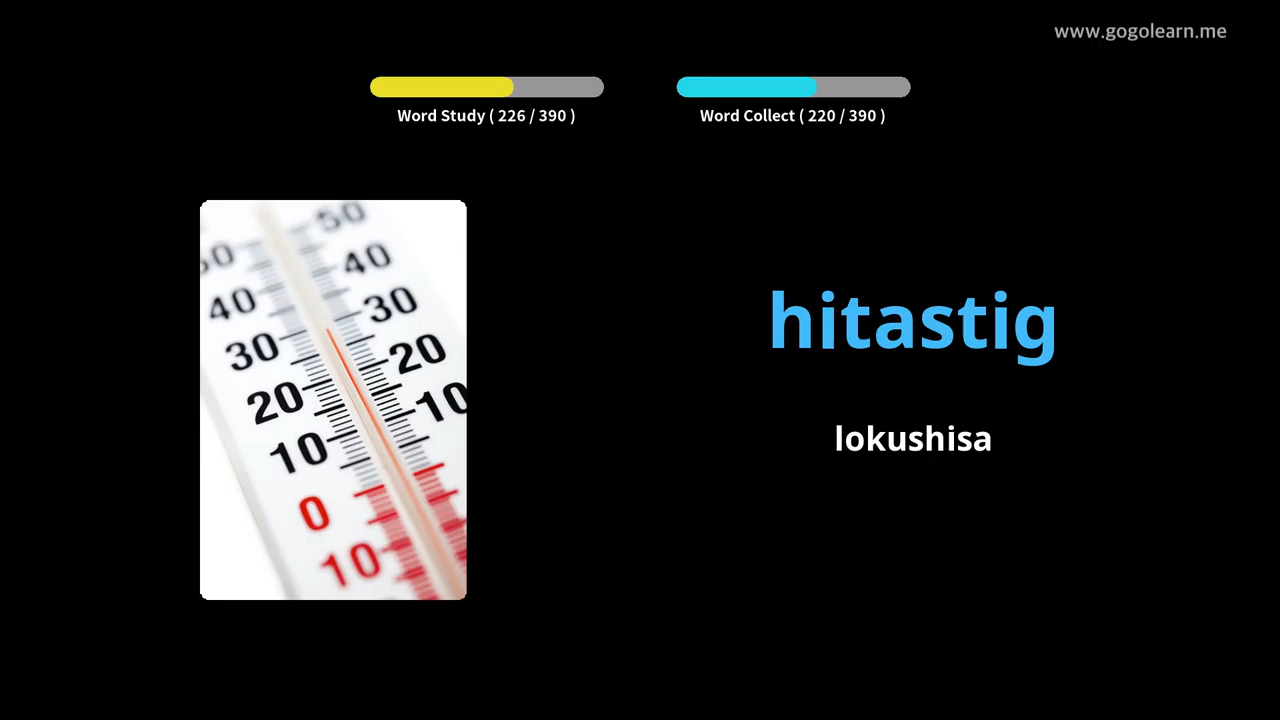 www.gogolearn.me
Word Study ( 226 / 390 )
Word Collect ( 220 / 390 )
50
50
40
40
30
30
20
20
10
10
0
10
hitastig
lokushisa